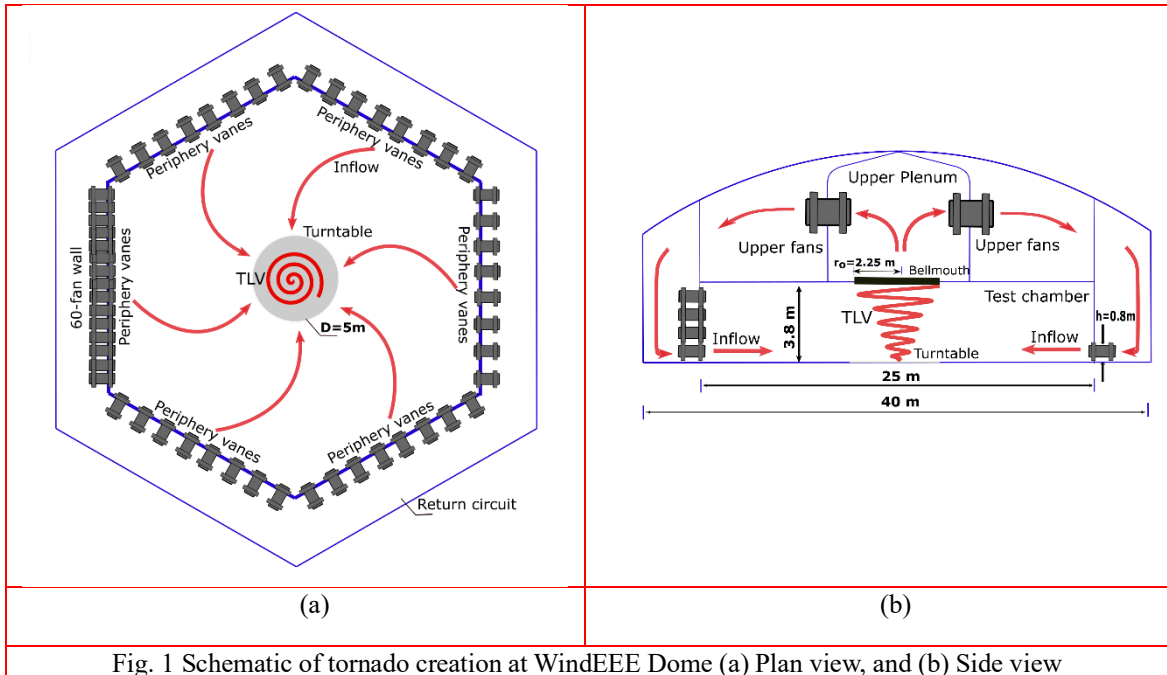 Periphery vanes
Periphery vanes
Inflow
Turntable
60-fan wall
Periphery vanes
TLV
Periphery vanes
D=5m
Periphery vanes
Periphery vanes
Return circuit
(a)
Upper Plenum
Upper fans
Upper fans
r₀=2.25 m
Bellmouth
Test chamber
3.8 m
TLV
h=0.8m
Inflow
Inflow
Turntable
25 m
40 m
(b)
Fig. 1 Schematic of tornado creation at WindEEE Dome (a) Plan view, and (b) Side view